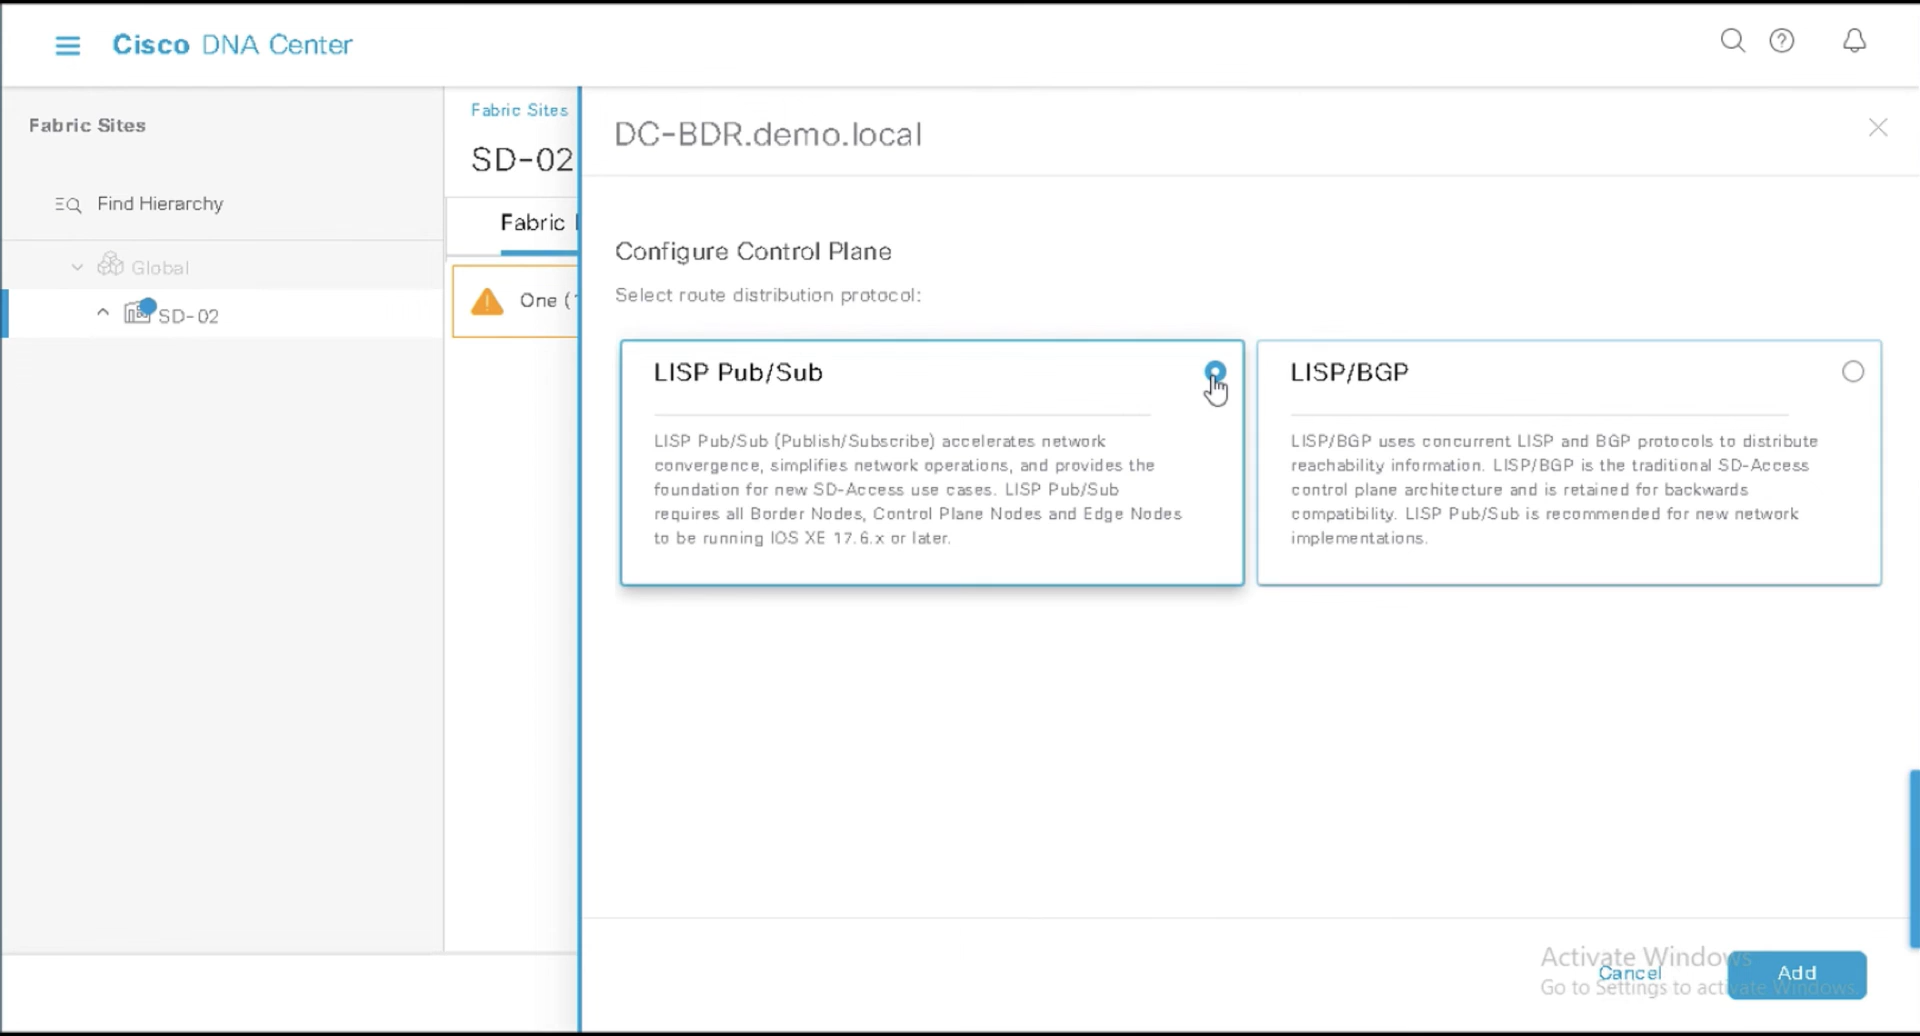 Cisco DNA Center
Fabric Sites
Find Hierarchy
Global
SD-02
Fabric Sites
SD-02
Fabric
One (
DC-BDR.demo.local
Configure Control Plane
Select route distribution protocol:
LISP Pub/Sub
LISP Pub/Sub (Publish/Subscribe) accelerates network
convergence, simplifies network operations, and provides the
foundation for new SD-Access use cases. LISP Pub/Sub
requires all Border Nodes, Control Plane Nodes and Edge Nodes
to be running IOS XE 17.6.x or later.
LISP/BGP
LISP/BGP uses concurrent LISP and BGP protocols to distribute
reachability information. LISP/BGP is the traditional SD-Access
control plane architecture and is retained for backwards
compatibility. LISP Pub/Sub is recommended for new network
implementations.
Cancel
Add
Activate Windows
Go to Settings to activate Windows.